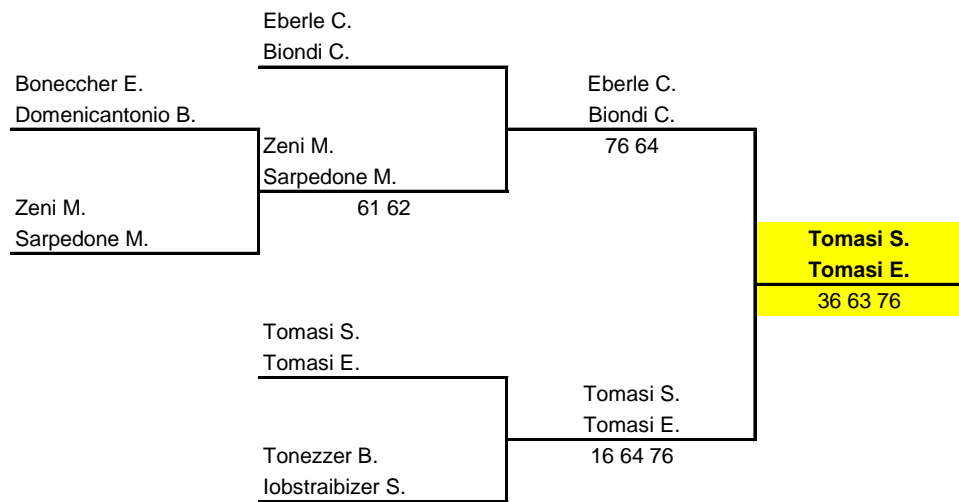 Eberle C.
Biondi C.
Boneccher E.
Domenicantonio B.
Eberle C.
Biondi C.
Zeni M.
Sarpedone M.
76 64
Zeni M.
Sarpedone M.
61 62
Tomasi S.
Tomasi E.
36 63 76
Tomasi S.
Tomasi E.
Tomasi S.
Tomasi E.
Tonezzer B.
Iobstraibizer S.
16 64 76